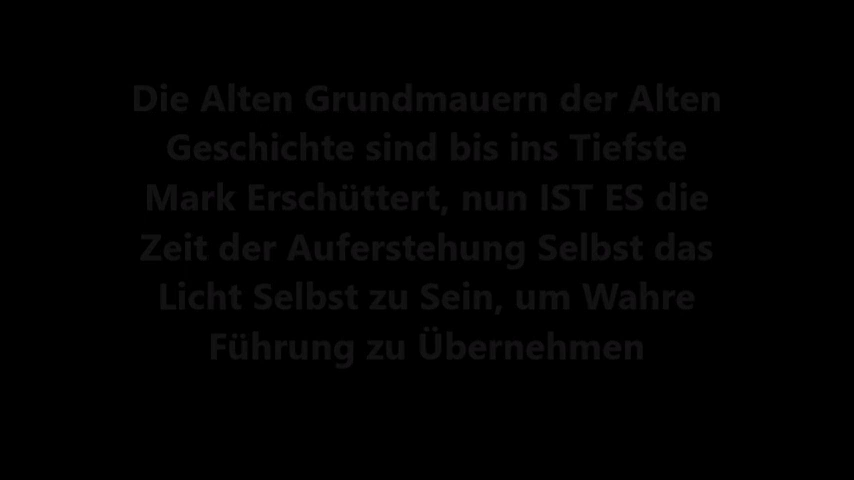 Die Alten Grundmauern der Alten
Geschichte sind bis ins Tiefste
Mark Erschüttert, nun IST ES die
Zeit der Auferstehung Selbst das
Licht Selbst zu Sein, um Wahre
Führung zu Übernehmen